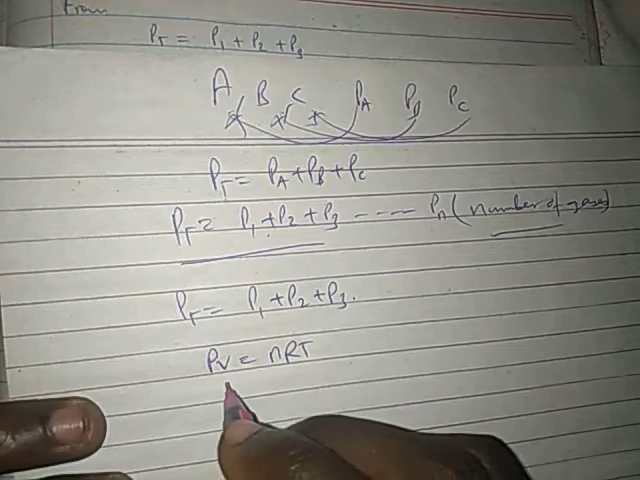 from
PT = P1 + P2 + P3
A, B C PA PB PC
PT = PA + PB + PC
PT = P1 + P2 + P3 ---- Pn (number of gases)
PT = P1 + P2 + P3.
PV = nRT